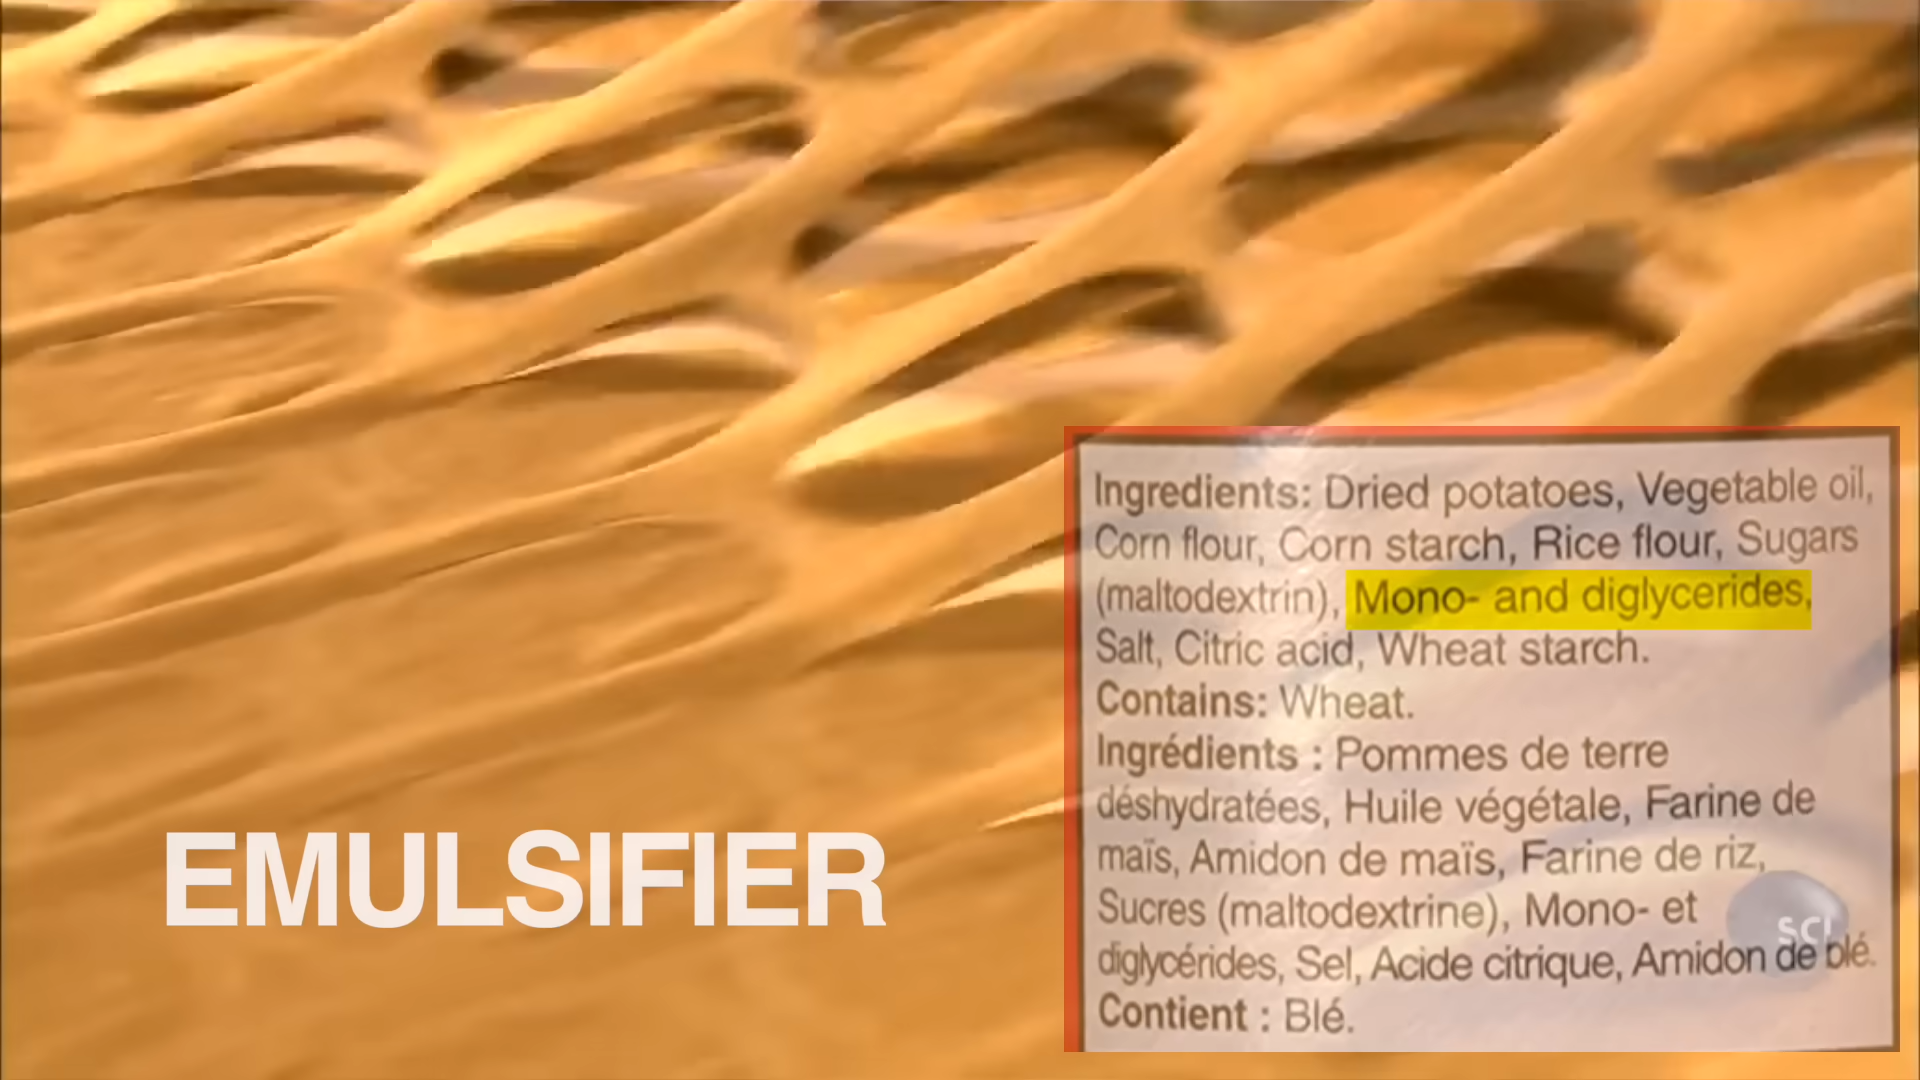 EMULSIFIER
Ingredients: Dried potatoes, Vegetable oil,
Corn flour, Corn starch, Rice flour, Sugars
(maltodextrin), Mono- and diglycerides,
Salt, Citric acid, Wheat starch.
Contains: Wheat.
Ingrédients : Pommes de terre
déshydratées, Huile végétale, Farine de
maïs, Amidon de maïs, Farine de riz,
Sucres (maltodextrine), Mono- et
diglycérides, Sel, Acide citrique, Amidon de blé.
Contient : Blé.
SCI